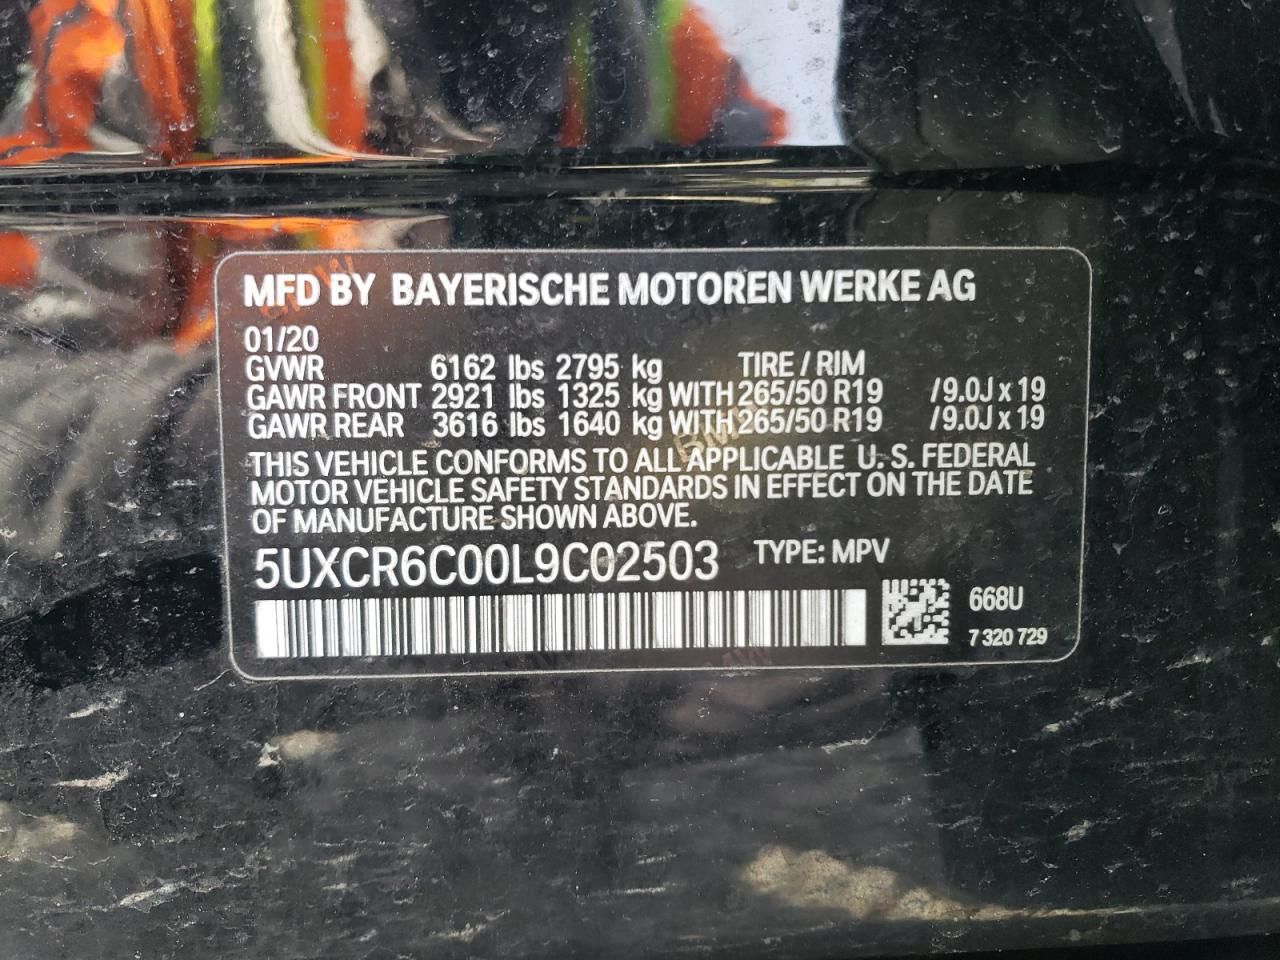 MFD BY BAYERISCHE MOTOREN WERKE AG
01/20
GVWR 6162 lbs 2795 kg TIRE / RIM
GAWR FRONT 2921 lbs 1325 kg WITH 265/50 R19 /9.0J x 19
GAWR REAR 3616 lbs 1640 kg WITH 265/50 R19 /9.0J x 19
THIS VEHICLE CONFORMS TO ALL APPLICABLE U. S. FEDERAL
MOTOR VEHICLE SAFETY STANDARDS IN EFFECT ON THE DATE
OF MANUFACTURE SHOWN ABOVE.
5UXCR6C00L9C02503 TYPE: MPV
668U
7 320 729